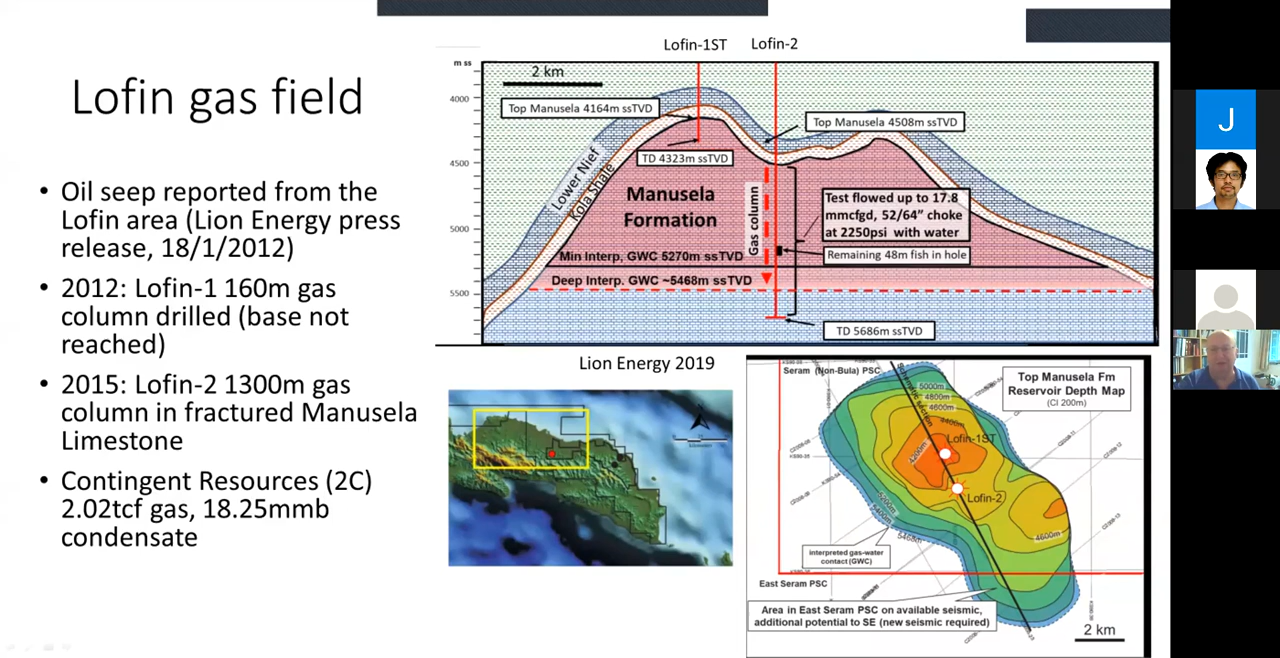 Lofin gas field
• Oil seep reported from the
Lofin area (Lion Energy press
release, 18/1/2012)
• 2012: Lofin-1 160m gas
column drilled (base not
reached)
• 2015: Lofin-2 1300m gas
column in fractured Manusela
Limestone
• Contingent Resources (2C)
2.02tcf gas, 18.25mmb
condensate
Lofin-1ST
Lofin-2
m ss
2 km
4000
4500
5000
5500
Top Manusela 4164m ssTVD
Top Manusela 4508m ssTVD
TD 4323m ssTVD
Lower Nief
Kola Shale
Manusela
Formation
Gas column
Test flowed up to 17.8
mmcfgd, 52/64" choke
at 2250psi with water
Remaining 48m fish in hole
Min Interp, GWC 5270m ssTVD
Deep Interp. GWC ~5468m ssTVD
TD 5686m ssTVD
Lion Energy 2019
Seram (Non-Bula) PSC
Top Manusela Fm
Reservoir Depth Map
(CI 200m)
5000m
4800m
4600m
4400m
4200m
Lofin-1ST
Lofin-2
4600m
5200m
5400m
5468m
interpreted gas-water
contact (GWC)
East Seram PSC
Area in East Seram PSC on available seismic,
additional potential to SE (new seismic required)
2 km
J